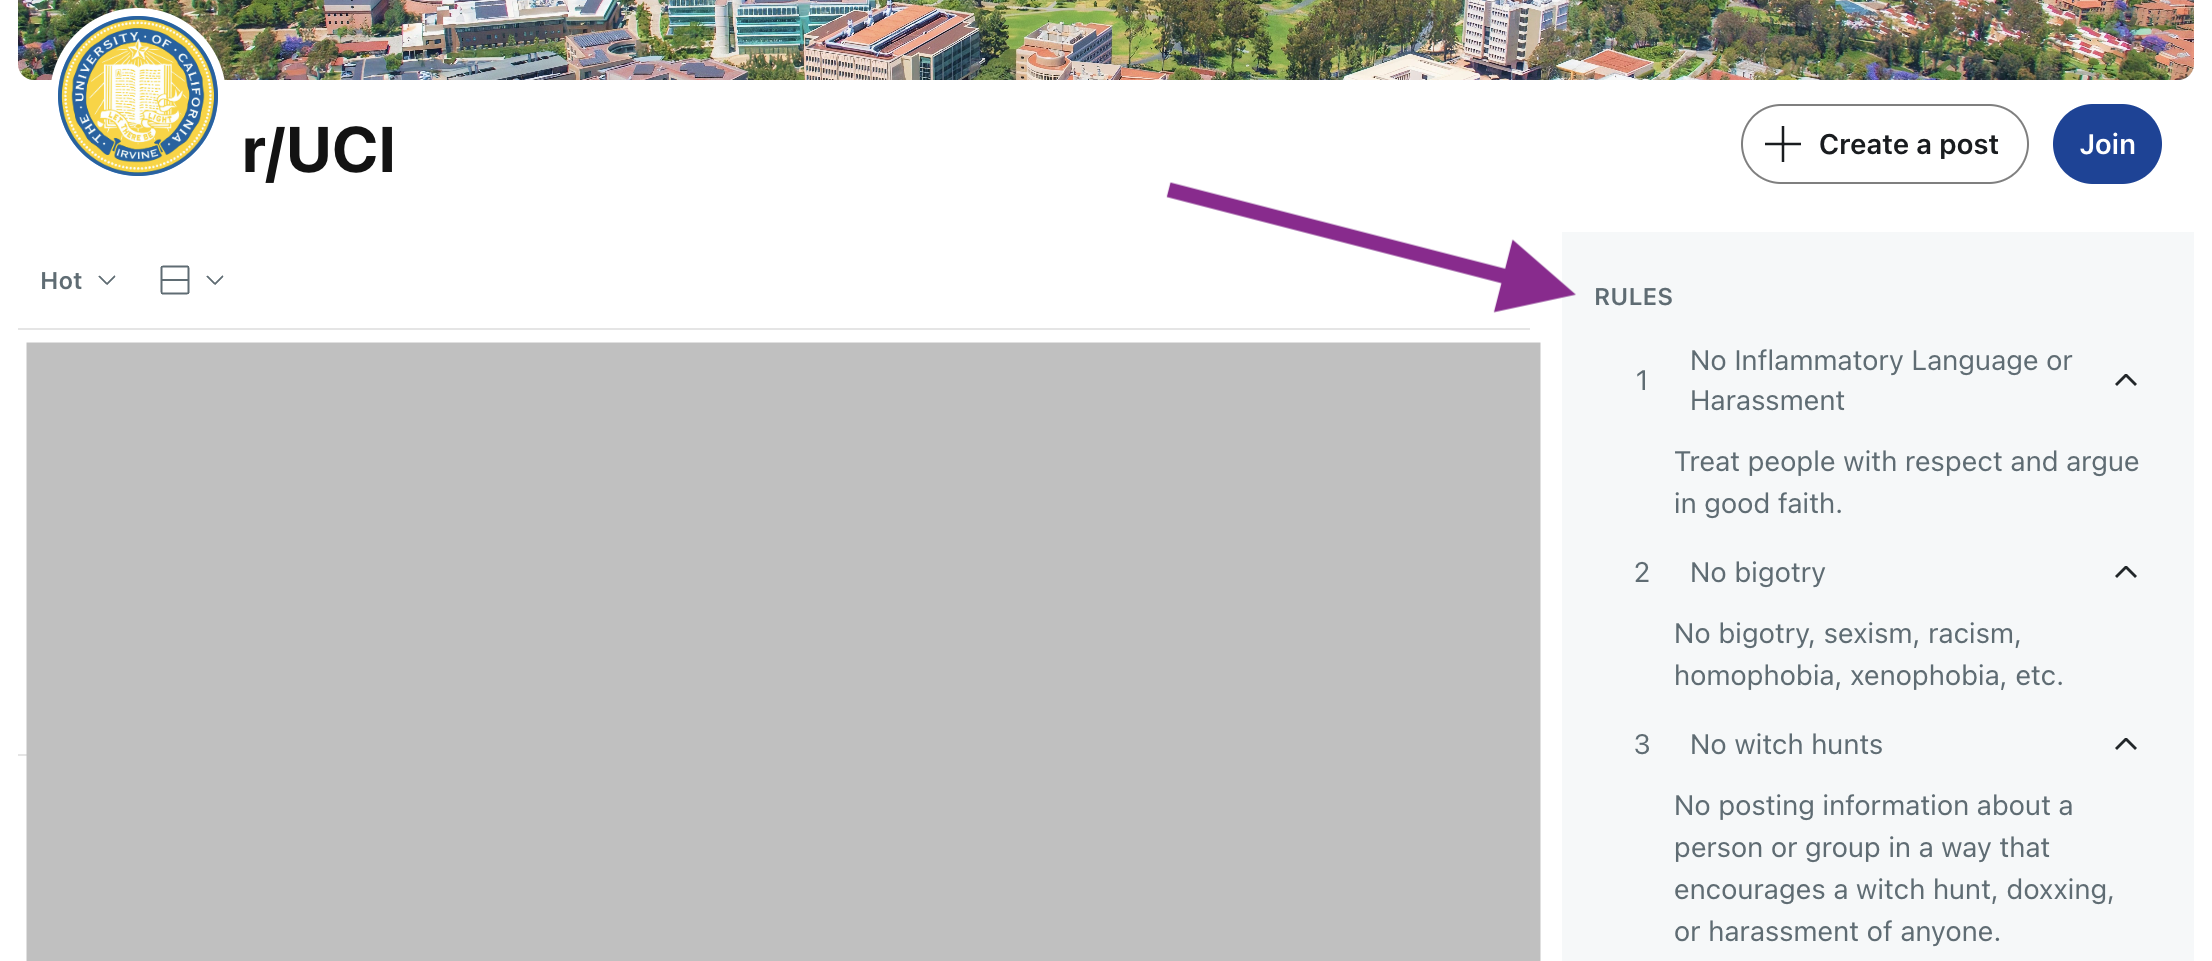 THE · UNIVERSITY · OF · CALIFORNIA
LET THERE BE LIGHT
· IRVINE ·
r/UCI
Create a post
Join
Hot
RULES
1
No Inflammatory Language or
Harassment
Treat people with respect and argue
in good faith.
2
No bigotry
No bigotry, sexism, racism,
homophobia, xenophobia, etc.
3
No witch hunts
No posting information about a
person or group in a way that
encourages a witch hunt, doxxing,
or harassment of anyone.